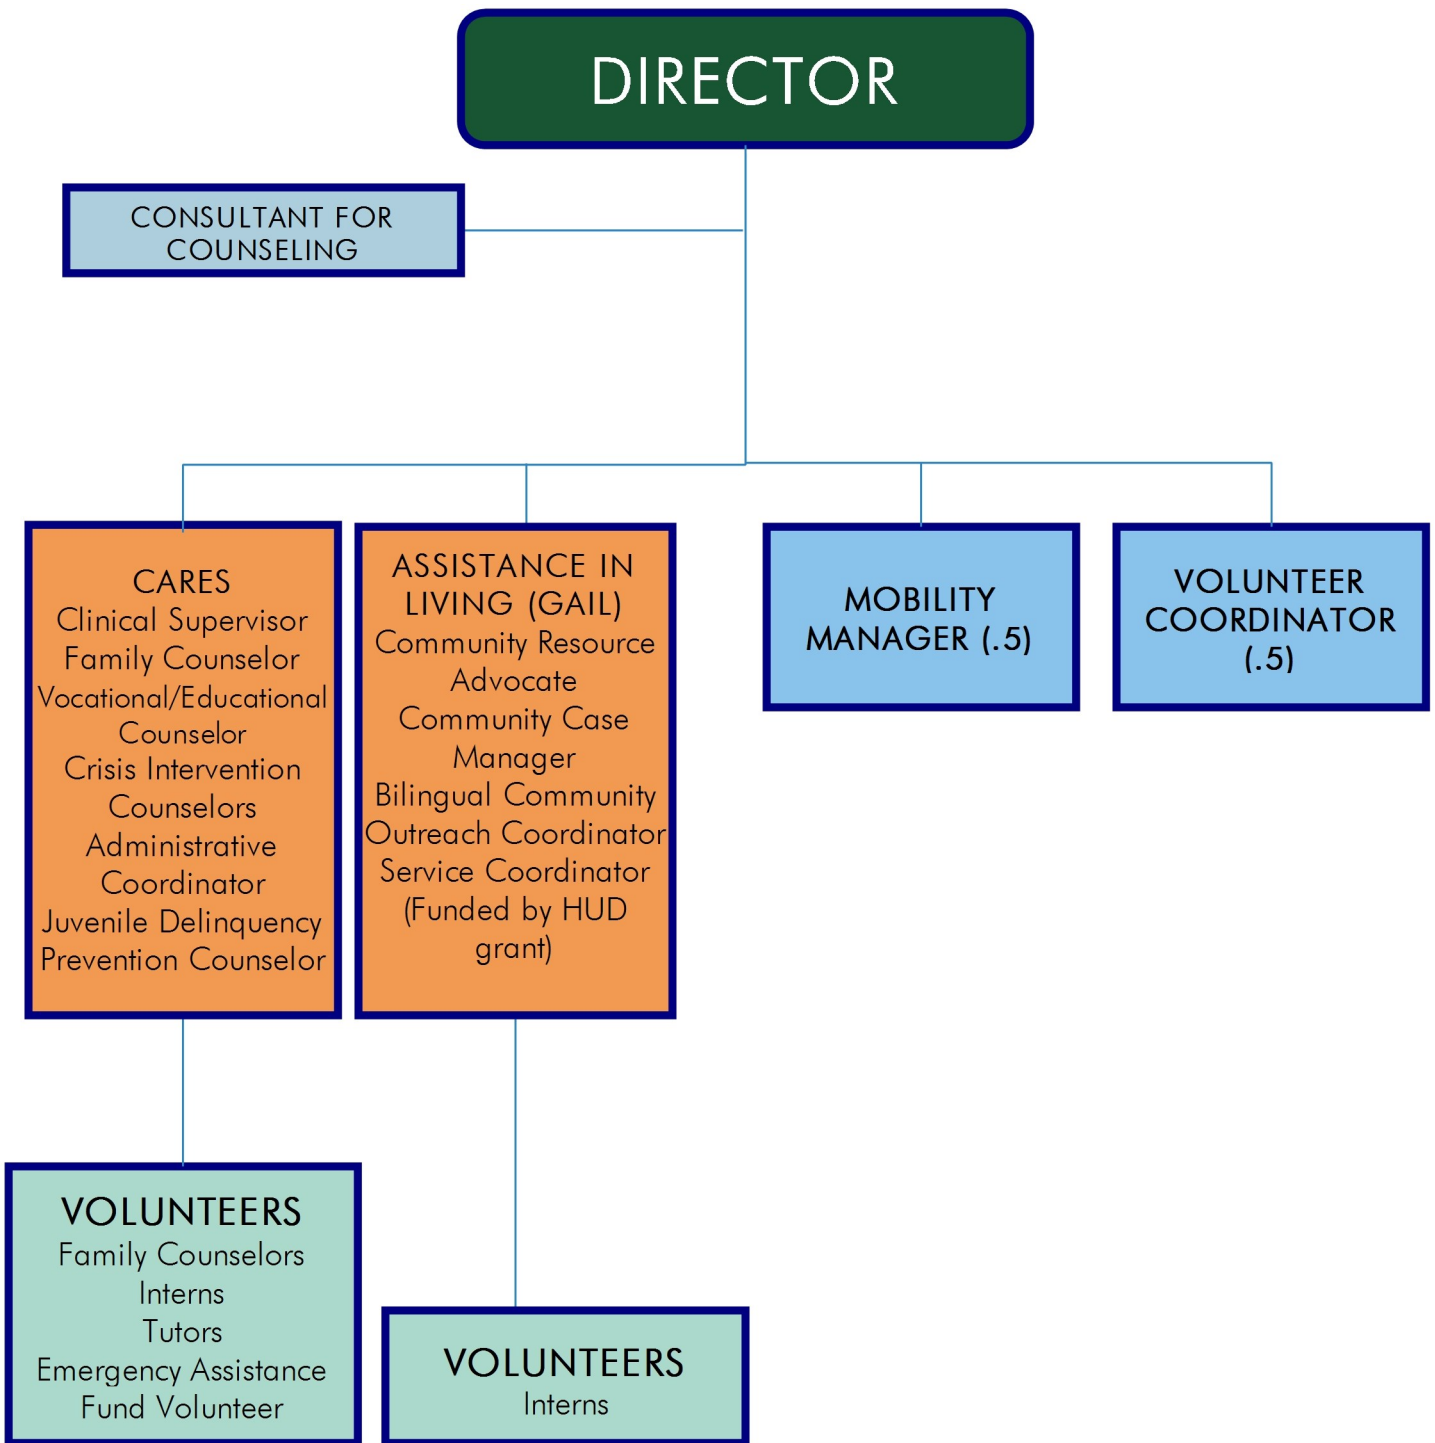 DIRECTOR
CONSULTANT FOR
COUNSELING
CARES
Clinical Supervisor
Family Counselor
Vocational/Educational
Counselor
Crisis Intervention
Counselors
Administrative
Coordinator
Juvenile Delinquency
Prevention Counselor
ASSISTANCE IN
LIVING (GAIL)
Community Resource
Advocate
Community Case
Manager
Bilingual Community
Outreach Coordinator
Service Coordinator
(Funded by HUD
grant)
MOBILITY
MANAGER (.5)
VOLUNTEER
COORDINATOR
(.5)
VOLUNTEERS
Family Counselors
Interns
Tutors
Emergency Assistance
Fund Volunteer
VOLUNTEERS
Interns